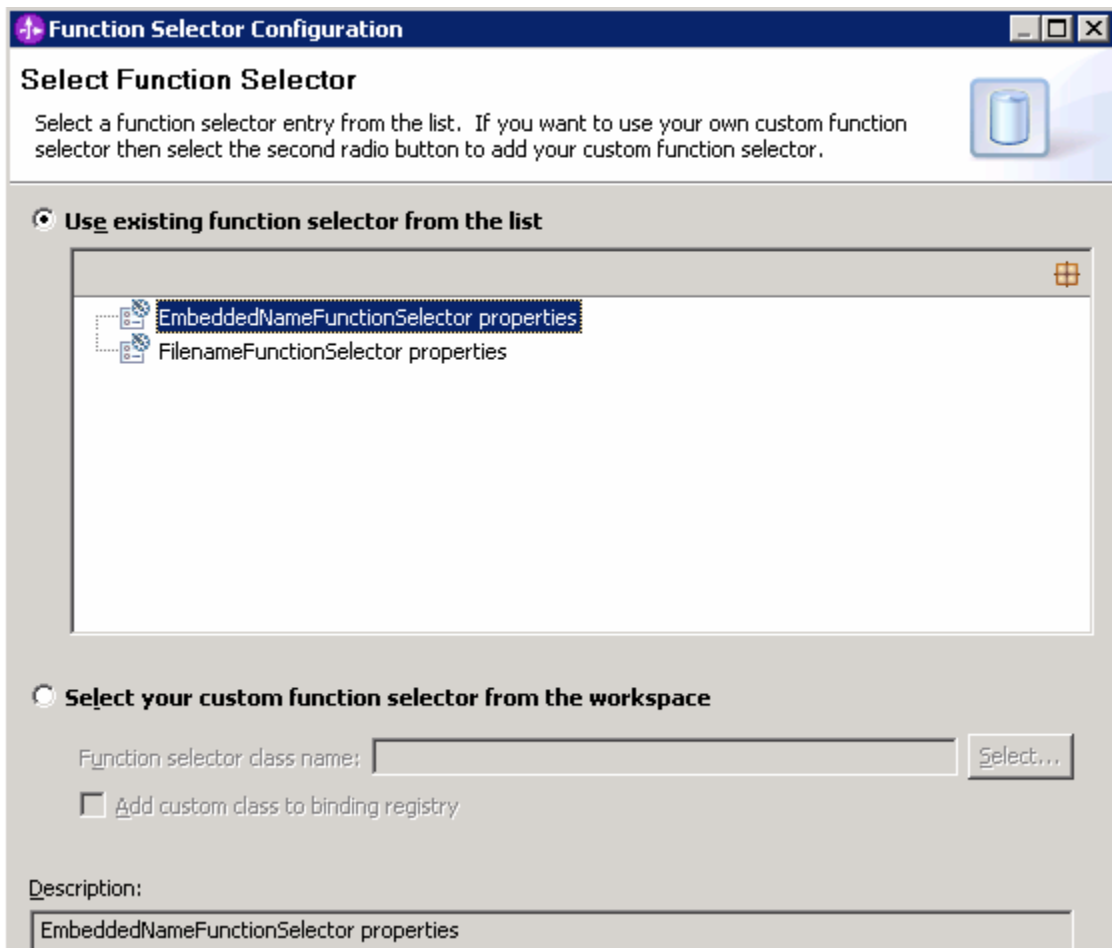 Function Selector Configuration
Select Function Selector
Select a function selector entry from the list. If you want to use your own custom function
selector then select the second radio button to add your custom function selector.
Use existing function selector from the list
EmbeddedNameFunctionSelector properties
FilenameFunctionSelector properties
Select your custom function selector from the workspace
Function selector class name:
Select...
Add custom class to binding registry
Description:
EmbeddedNameFunctionSelector properties